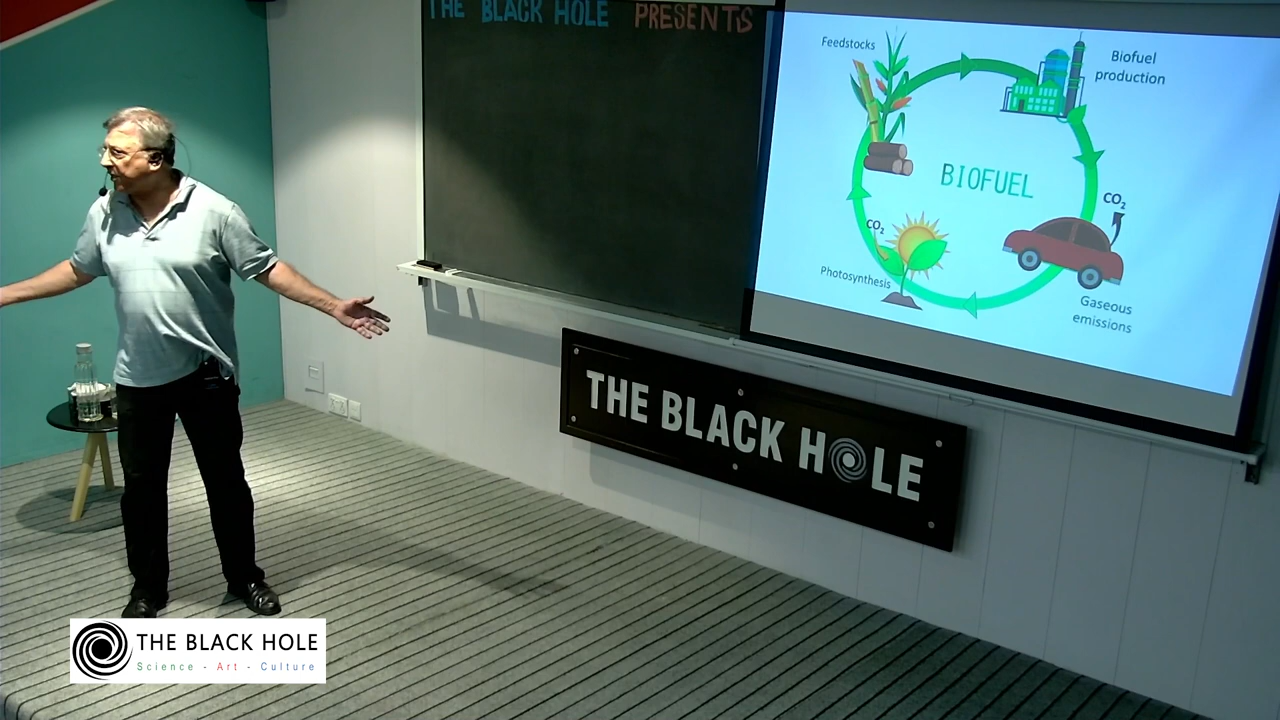 THE BLACK HOLE PRESENTS
Feedstocks
Biofuel
production
BIOFUEL
CO2
CO2
Photosynthesis
Gaseous
emissions
THE BLACK HOLE
THE BLACK HOLE
Science - Art - Culture